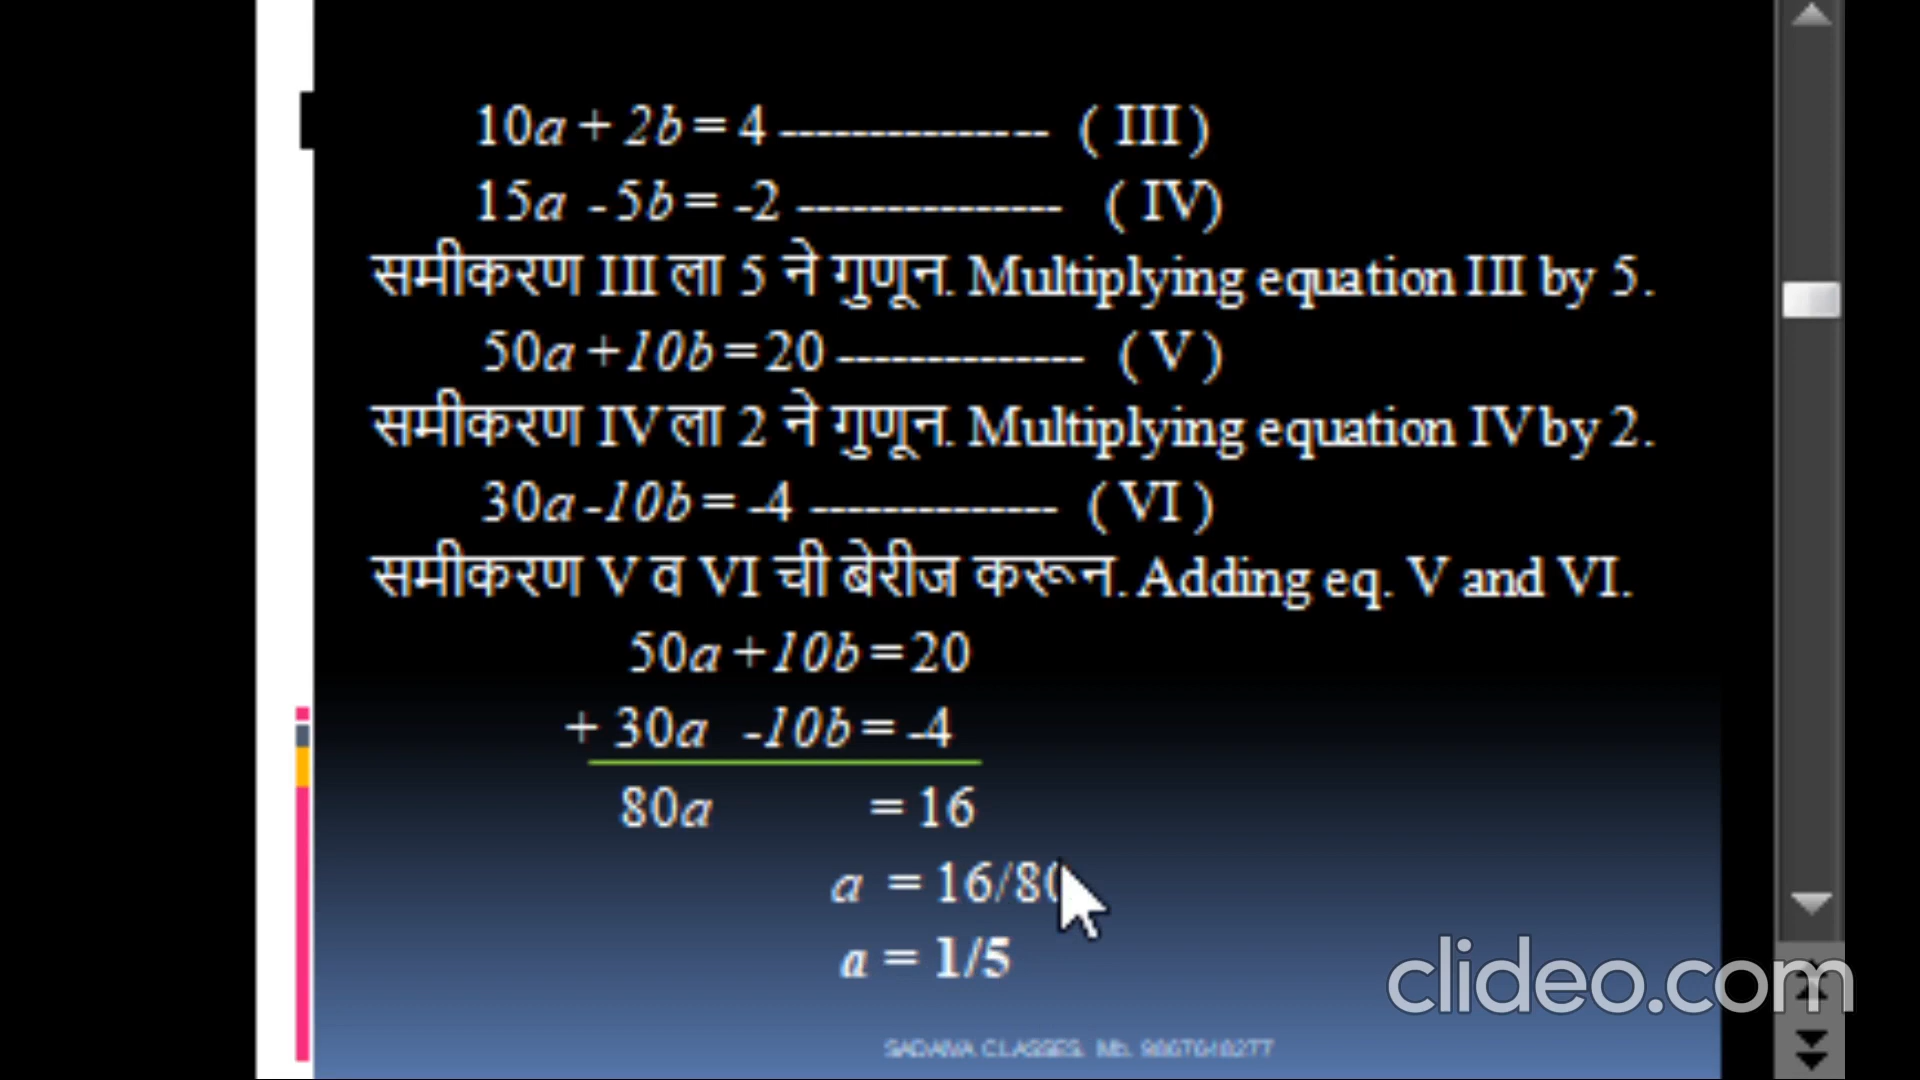 10a + 2b = 4 --------------- ( III )
15a - 5b = -2 --------------- ( IV)
समीकरण III ला 5 ने गुणून. Multiplying equation III by 5.
50a +10b =20 -------------- ( V )
समीकरण IV ला 2 ने गुणून. Multiplying equation IV by 2.
30a -10b = -4 -------------- ( VI )
समीकरण V व VI ची बेरीज करून. Adding eq. V and VI.
50a +10b =20
+ 30a -10b = -4
80a = 16
a = 16/80
a = 1/5
clideo.com
CLASSES. Mb.